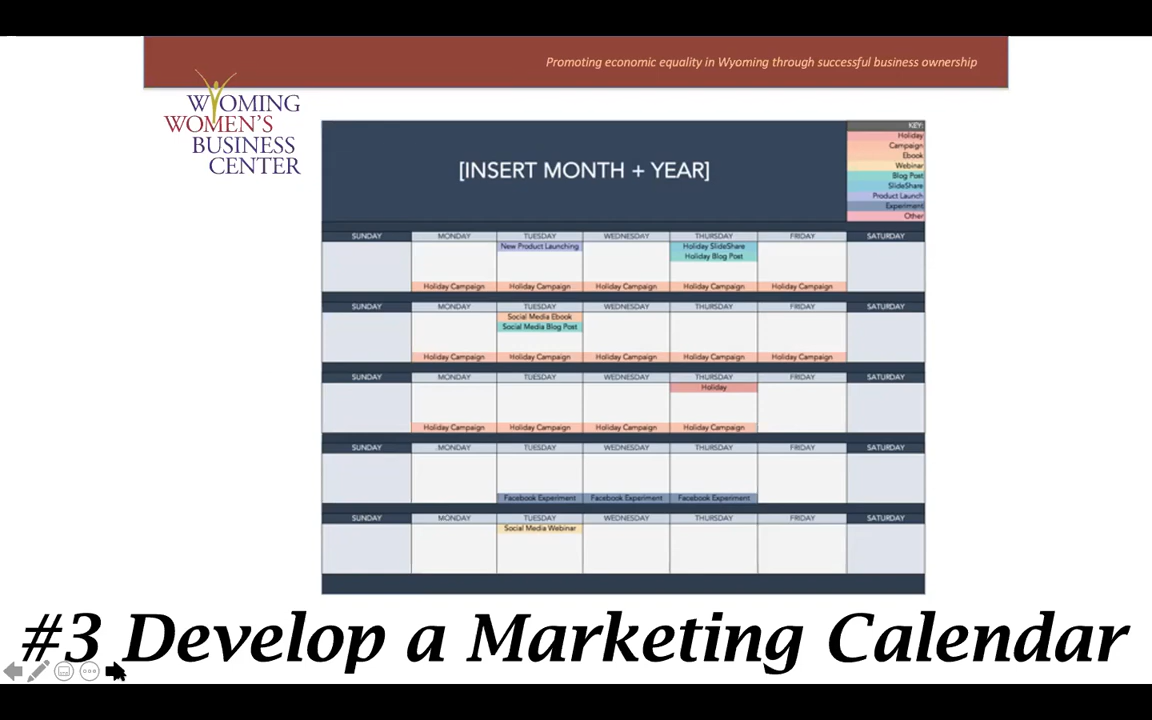 Promoting economic equality in Wyoming through successful business ownership
WYOMING
WOMEN'S
BUSINESS
CENTER
[INSERT MONTH + YEAR]
KEY:
Holiday
Campaign
Ebook
Webinar
Blog Post
SlideShare
Product Launch
Experiment
Other
SUNDAY MONDAY TUESDAY WEDNESDAY THURSDAY FRIDAY SATURDAY
New Product Launching Holiday SlideShare
Holiday Blog Post
Holiday Campaign Holiday Campaign Holiday Campaign Holiday Campaign Holiday Campaign
SUNDAY MONDAY TUESDAY WEDNESDAY THURSDAY FRIDAY SATURDAY
Social Media Ebook
Social Media Blog Post
Holiday Campaign Holiday Campaign Holiday Campaign Holiday Campaign Holiday Campaign
SUNDAY MONDAY TUESDAY WEDNESDAY THURSDAY FRIDAY SATURDAY
Holiday
Holiday Campaign Holiday Campaign Holiday Campaign Holiday Campaign
SUNDAY MONDAY TUESDAY WEDNESDAY THURSDAY FRIDAY SATURDAY
Facebook Experiment Facebook Experiment Facebook Experiment
SUNDAY MONDAY TUESDAY WEDNESDAY THURSDAY FRIDAY SATURDAY
Social Media Webinar
#3 Develop a Marketing Calendar